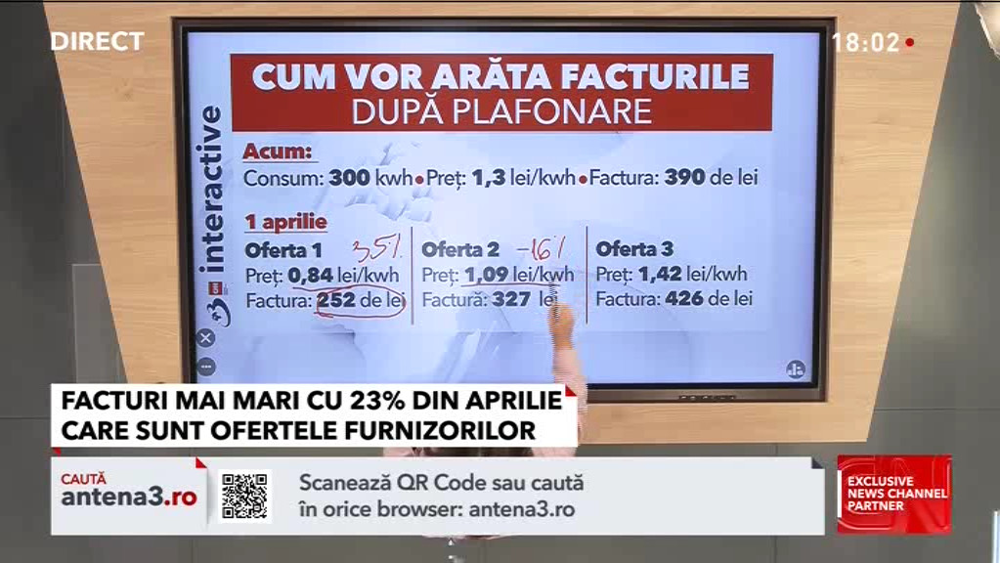 DIRECT
18:02
CUM VOR ARĂTA FACTURILE
DUPĂ PLAFONARE
interactive
Acum:
Consum: 300 kwh • Preț: 1,3 lei/kwh • Factura: 390 de lei
1 aprilie
Oferta 1 35%
Preț: 0,84 lei/kwh
Factura: 252 de lei
Oferta 2 -16%
Preț: 1,09 lei/kwh
Factură: 327 lei
Oferta 3
Preț: 1,42 lei/kwh
Factura: 426 de lei
FACTURI MAI MARI CU 23% DIN APRILIE
CARE SUNT OFERTELE FURNIZORILOR
CAUTĂ
antena3.ro
Scanează QR Code sau caută
în orice browser: antena3.ro
EXCLUSIVE
NEWS CHANNEL
PARTNER